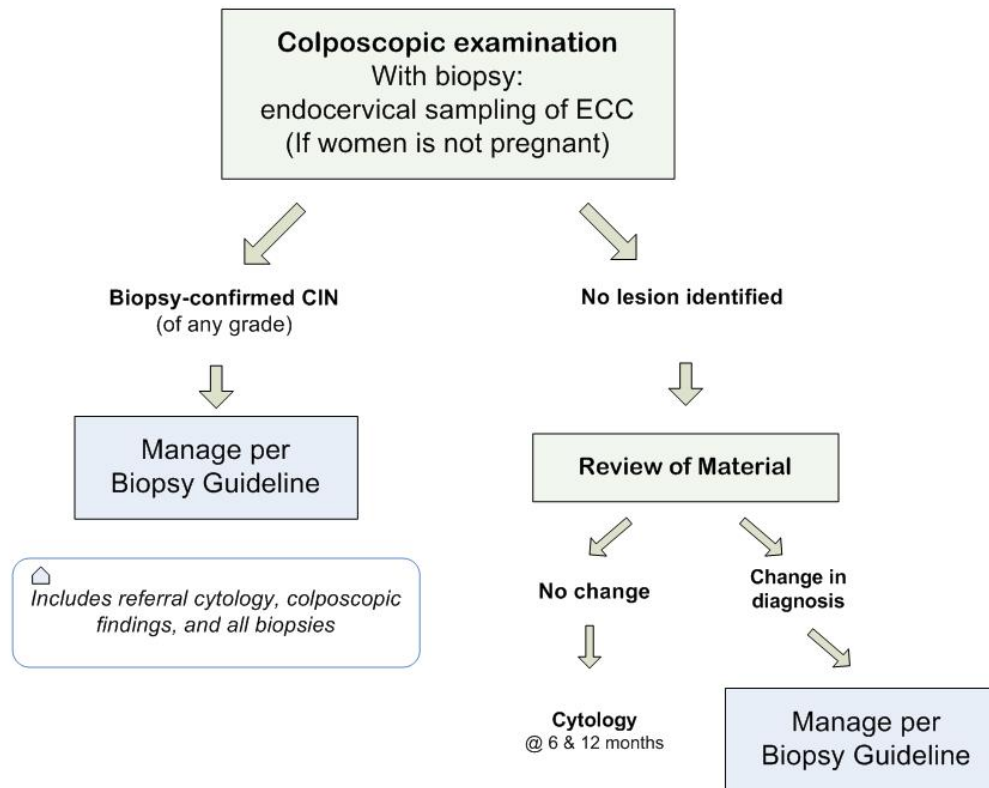 Colposcopic examination
With biopsy:
endocervical sampling of ECC
(If women is not pregnant)
Biopsy-confirmed CIN
(of any grade)
No lesion identified
Manage per
Biopsy Guideline
Review of Material
Includes referral cytology, colposcopic
findings, and all biopsies
No change
Change in
diagnosis
Cytology
@ 6 & 12 months
Manage per
Biopsy Guideline